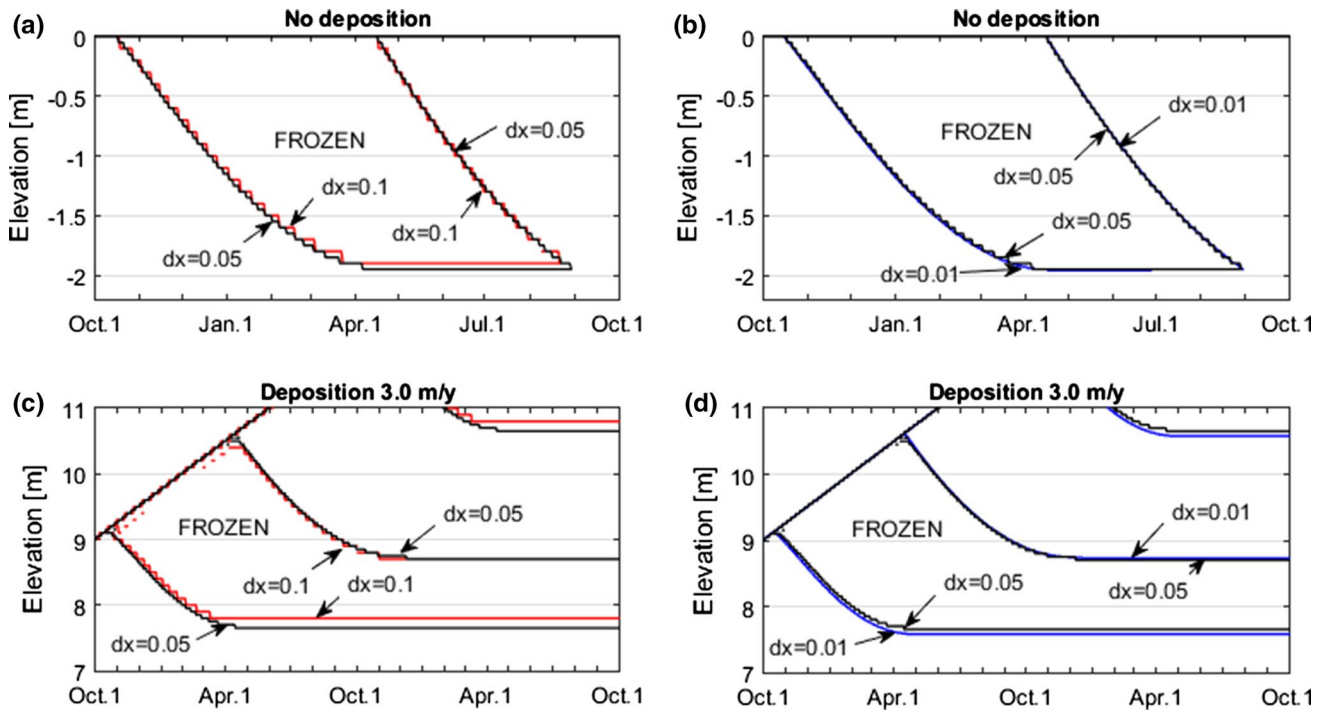 (a)
No deposition
0
-0.5
-1
-1.5
-2
Elevation [m]
FROZEN
dx=0.05
dx=0.1
dx=0.1
dx=0.05
Oct.1 Jan.1 Apr.1 Jul.1 Oct.1
(b)
No deposition
0
-0.5
-1
-1.5
-2
Elevation [m]
dx=0.01
FROZEN
dx=0.05
dx=0.05
dx=0.01
Oct.1 Jan.1 Apr.1 Jul.1 Oct.1
(c)
Deposition 3.0 m/y
11
10
9
8
7
Elevation [m]
FROZEN
dx=0.05
dx=0.1
dx=0.1
dx=0.05
Oct.1 Apr.1 Oct.1 Apr.1 Oct.1
(d)
Deposition 3.0 m/y
11
10
9
8
7
Elevation [m]
FROZEN
dx=0.01
dx=0.05
dx=0.05
dx=0.01
Oct.1 Apr.1 Oct.1 Apr.1 Oct.1